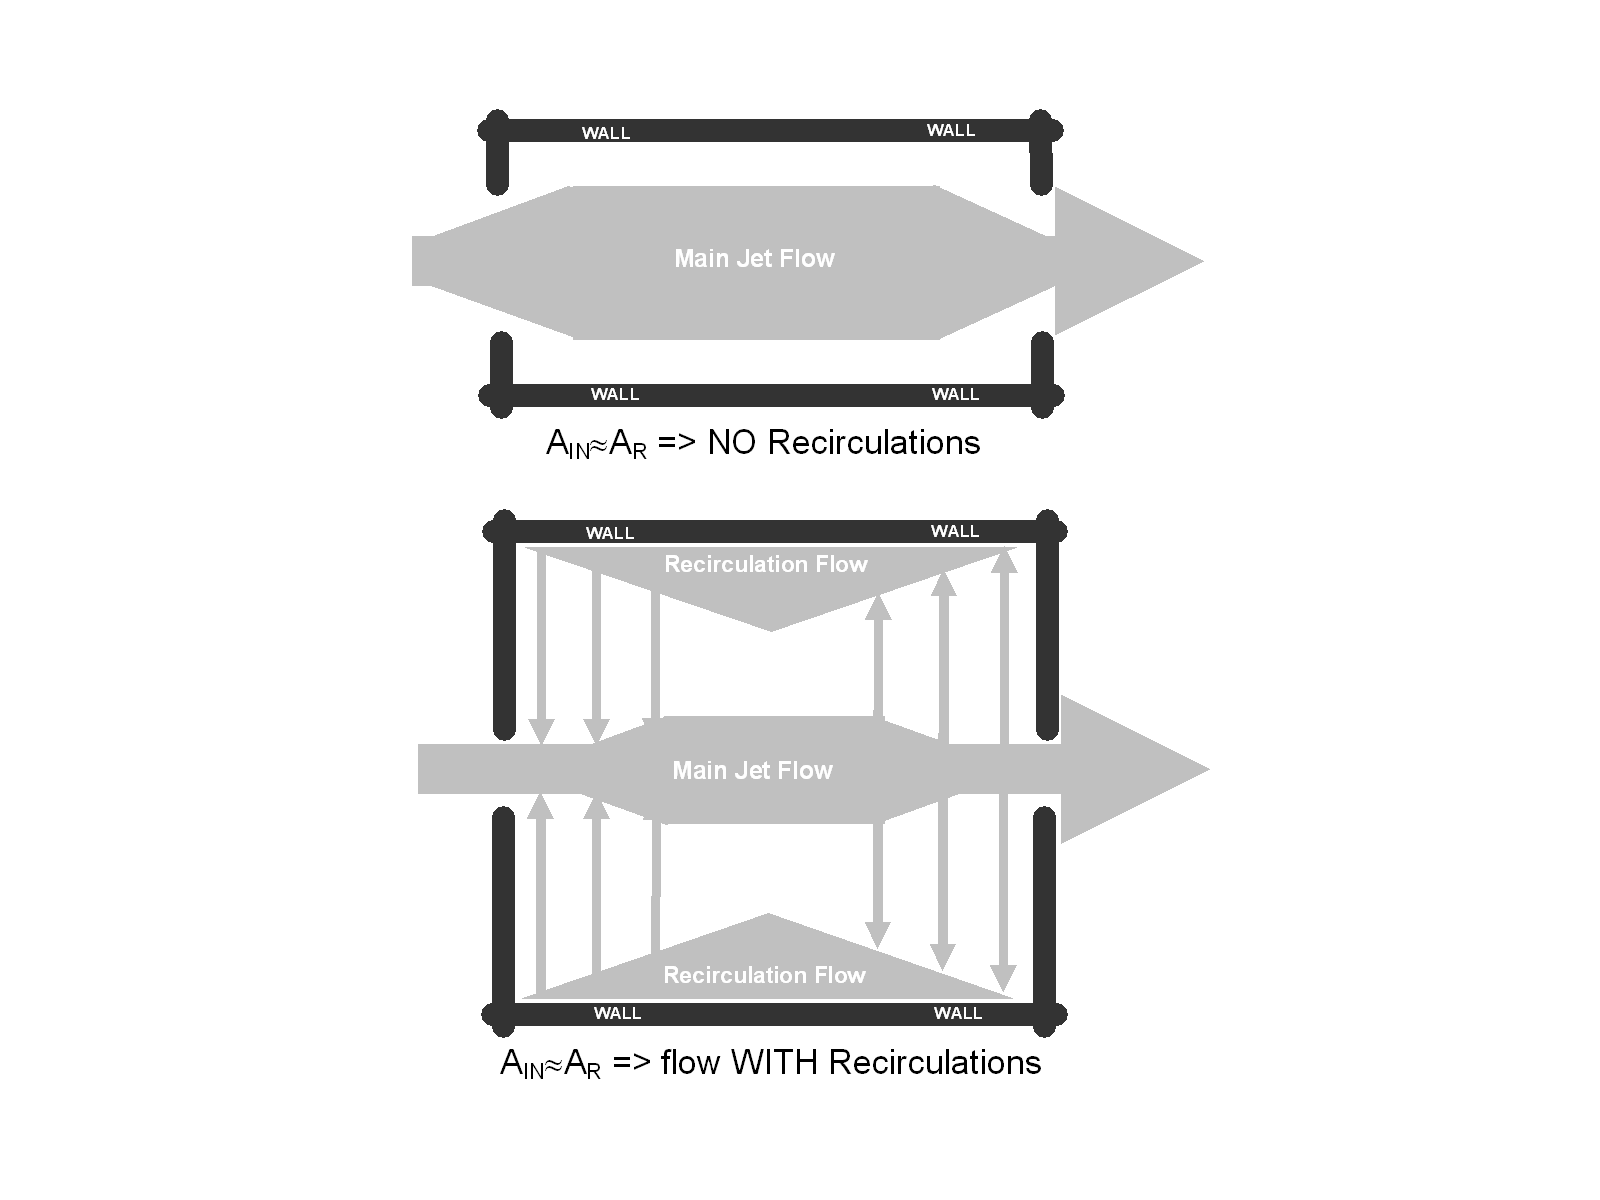 WALL WALL
Main Jet Flow
WALL WALL
AIN≈AR => NO Recirculations
WALL WALL
Recirculation Flow
Main Jet Flow
Recirculation Flow
WALL WALL
AIN≈AR => flow WITH Recirculations